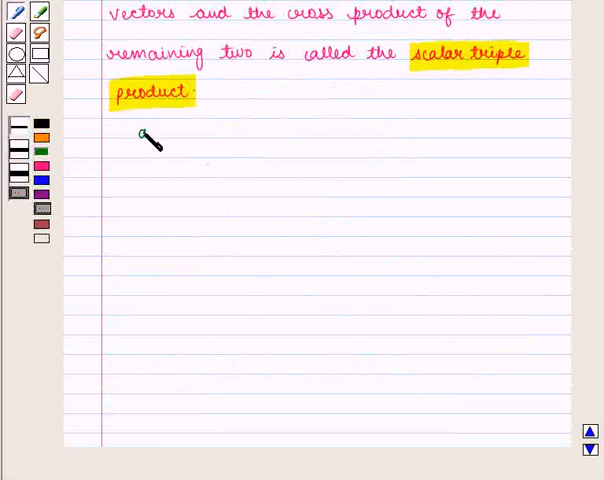 vectors and the cross product of the
remaining two is called the scalar triple
product.
a